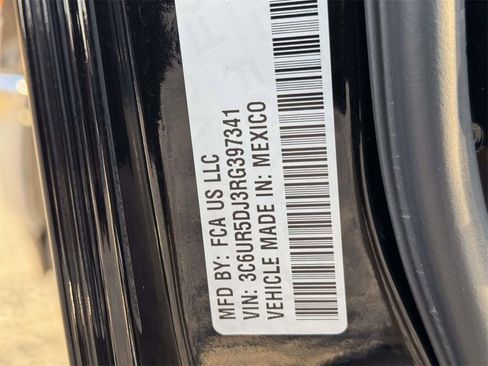 MFD BY: FCA US LLC
VIN: 3C6UR5DJ3RG397341
VEHICLE MADE IN: MEXICO